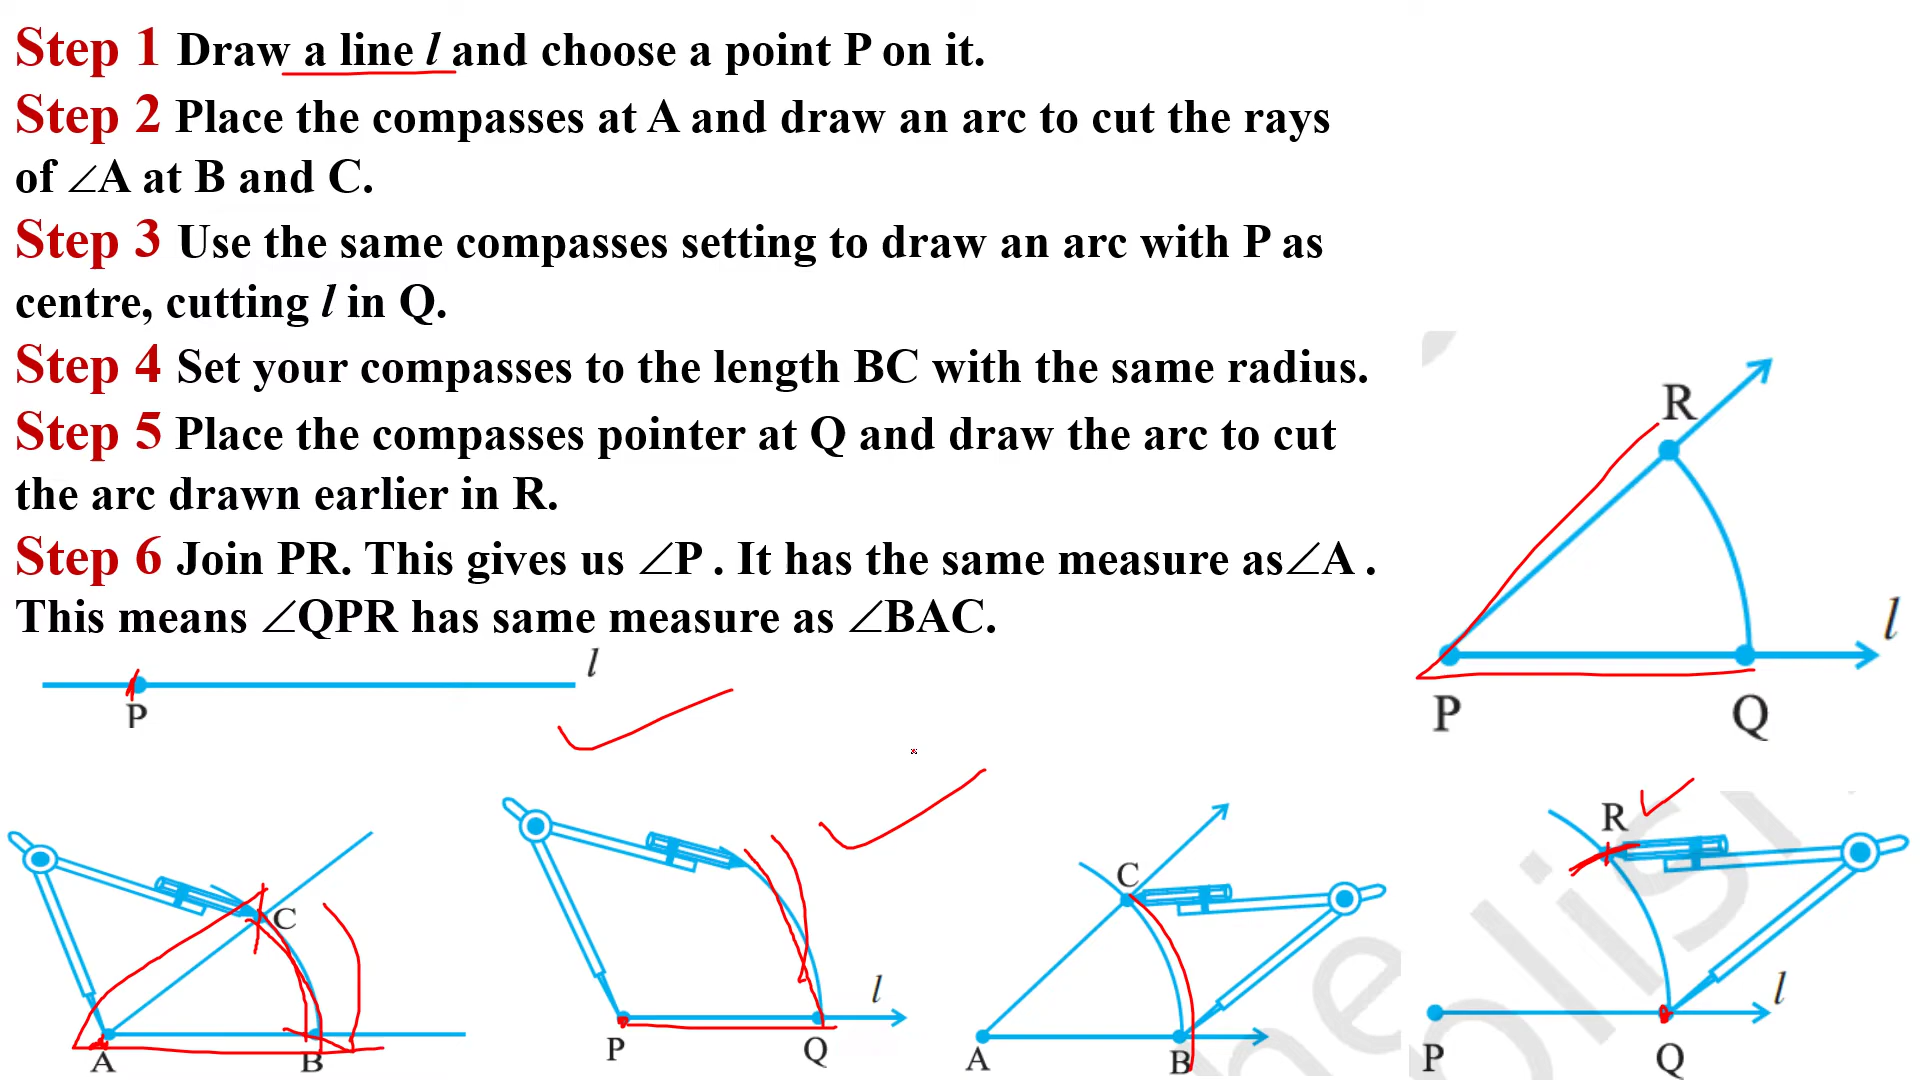 Step 1 Draw a line l and choose a point P on it.
Step 2 Place the compasses at A and draw an arc to cut the rays
of ∠A at B and C.
Step 3 Use the same compasses setting to draw an arc with P as
centre, cutting l in Q.
Step 4 Set your compasses to the length BC with the same radius.
Step 5 Place the compasses pointer at Q and draw the arc to cut
the arc drawn earlier in R.
Step 6 Join PR. This gives us ∠P . It has the same measure as∠A .
This means ∠QPR has same measure as ∠BAC.
l
P
R
l
P
Q
C
A
B
l
P
Q
C
A
B
R
l
P
Q